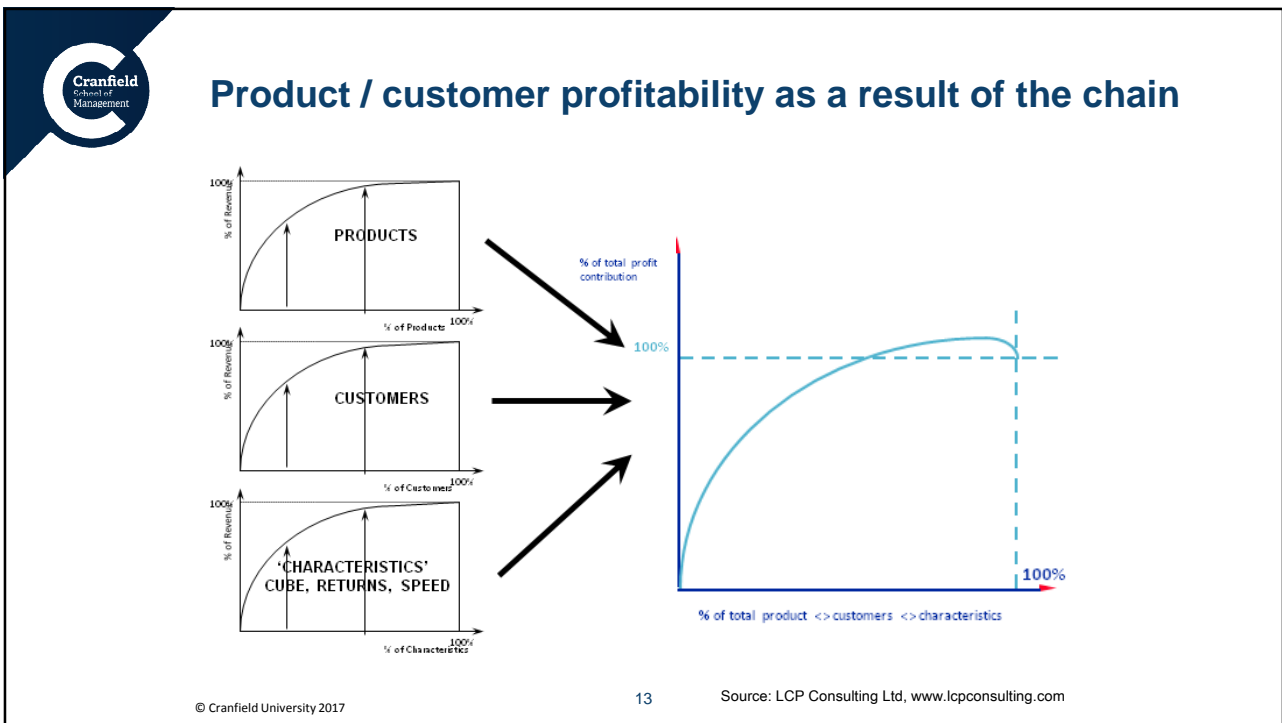 Cranfield
School of
Management
Product / customer profitability as a result of the chain
100%
% of Revenue
PRODUCTS
% of Products
100%
100%
% of Revenue
CUSTOMERS
% of Customers
100%
100%
% of Revenue
‘CHARACTERISTICS’
CUBE, RETURNS, SPEED
% of Characteristics
100%
% of total profit
contribution
100%
100%
% of total product <> customers <> characteristics
© Cranfield University 2017
13
Source: LCP Consulting Ltd, www.lcpconsulting.com